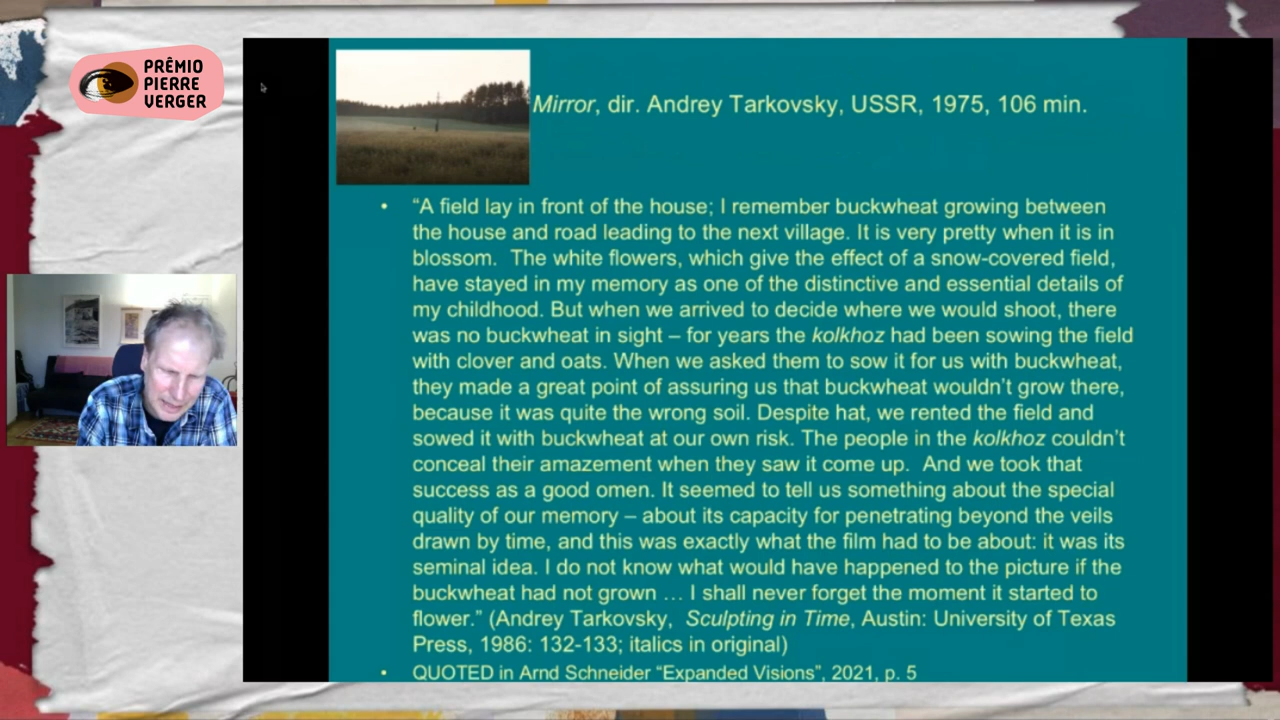 PRÊMIO
PIERRE
VERGER
Mirror, dir. Andrey Tarkovsky, USSR, 1975, 106 min.
• “A field lay in front of the house; I remember buckwheat growing between
the house and road leading to the next village. It is very pretty when it is in
blossom. The white flowers, which give the effect of a snow-covered field,
have stayed in my memory as one of the distinctive and essential details of
my childhood. But when we arrived to decide where we would shoot, there
was no buckwheat in sight – for years the kolkhoz had been sowing the field
with clover and oats. When we asked them to sow it for us with buckwheat,
they made a great point of assuring us that buckwheat wouldn’t grow there,
because it was quite the wrong soil. Despite hat, we rented the field and
sowed it with buckwheat at our own risk. The people in the kolkhoz couldn’t
conceal their amazement when they saw it come up. And we took that
success as a good omen. It seemed to tell us something about the special
quality of our memory – about its capacity for penetrating beyond the veils
drawn by time, and this was exactly what the film had to be about: it was its
seminal idea. I do not know what would have happened to the picture if the
buckwheat had not grown … I shall never forget the moment it started to
flower.” (Andrey Tarkovsky, Sculpting in Time, Austin: University of Texas
Press, 1986: 132-133; italics in original)
• QUOTED in Arnd Schneider “Expanded Visions”, 2021, p. 5